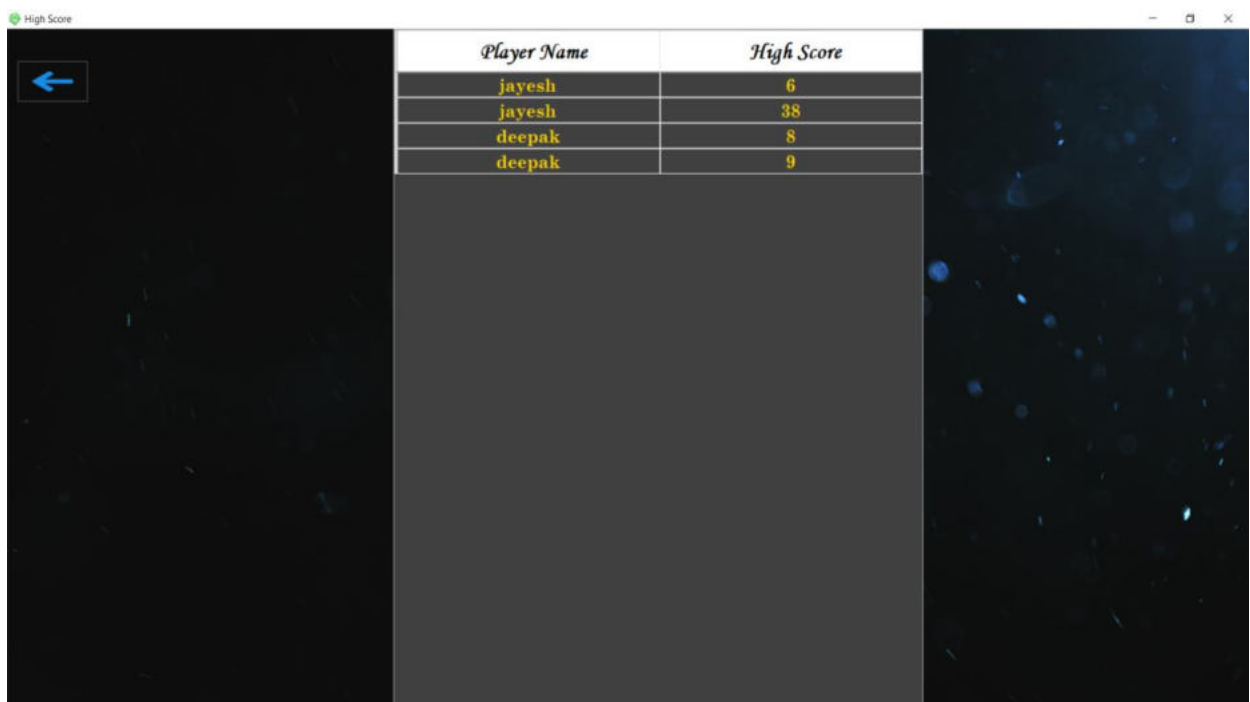 High Score
Player Name High Score
jayesh 6
jayesh 38
deepak 8
deepak 9